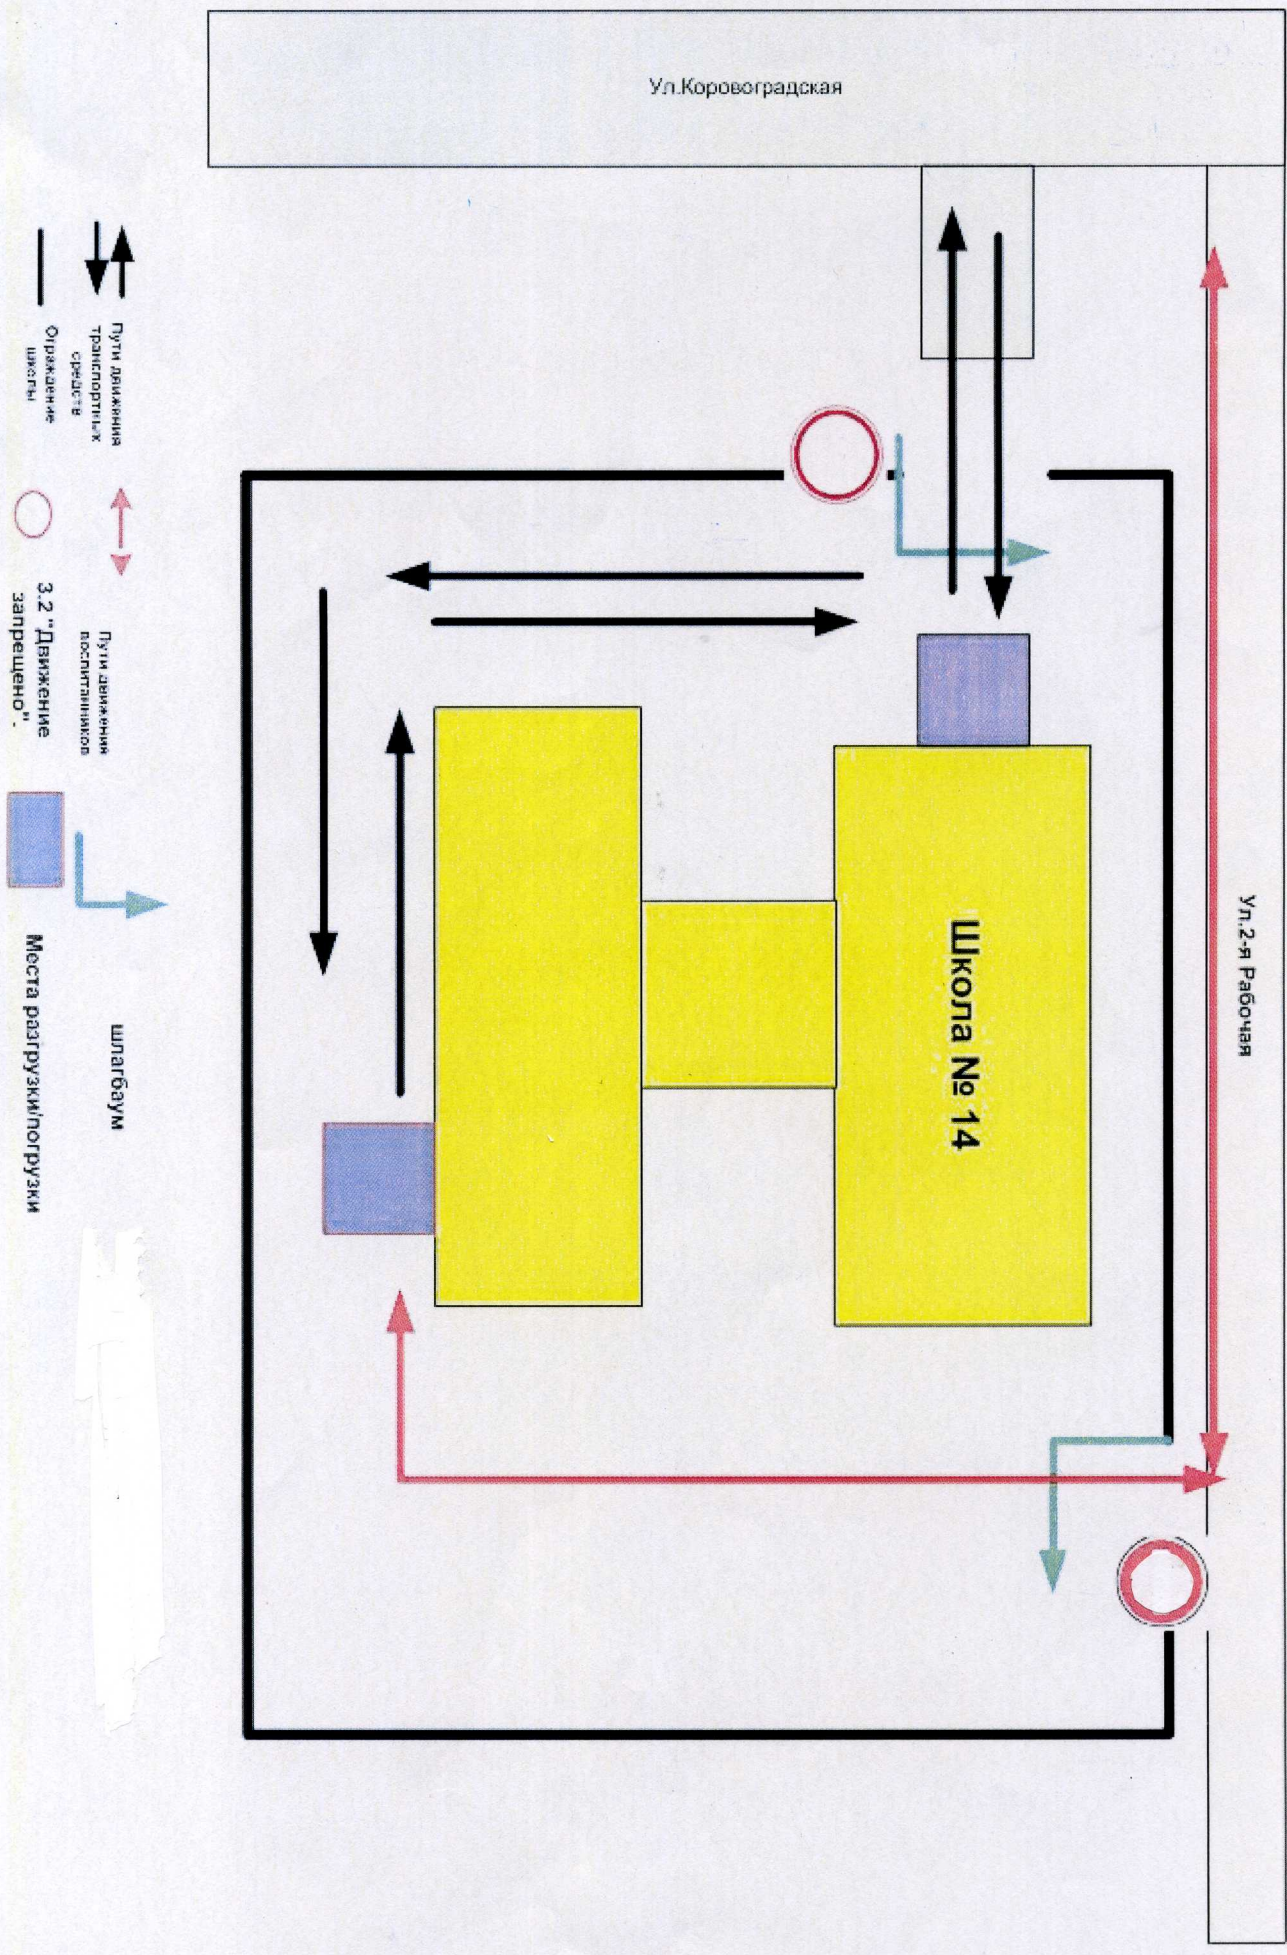 Ул.Коровоградская
Ул.2-я Рабочая
Школа № 14
Пути движения
транспортных
средств
Пути движения
воспитанников
шлагбаум
Ограждение
школы
3.2 "Движение
запрещено".
Места разгрузки/погрузки